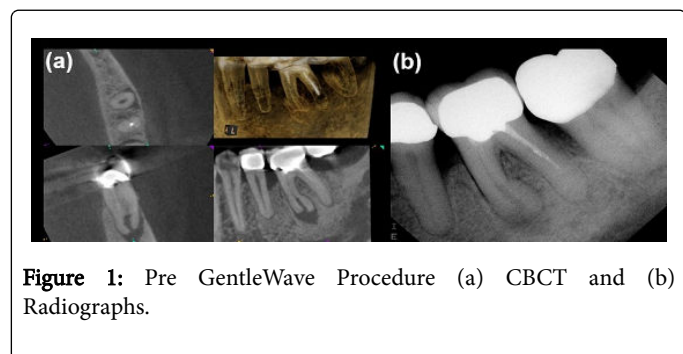 (a)
(b)
L
I
E
Figure 1: Pre GentleWave Procedure (a) CBCT and (b)
Radiographs.